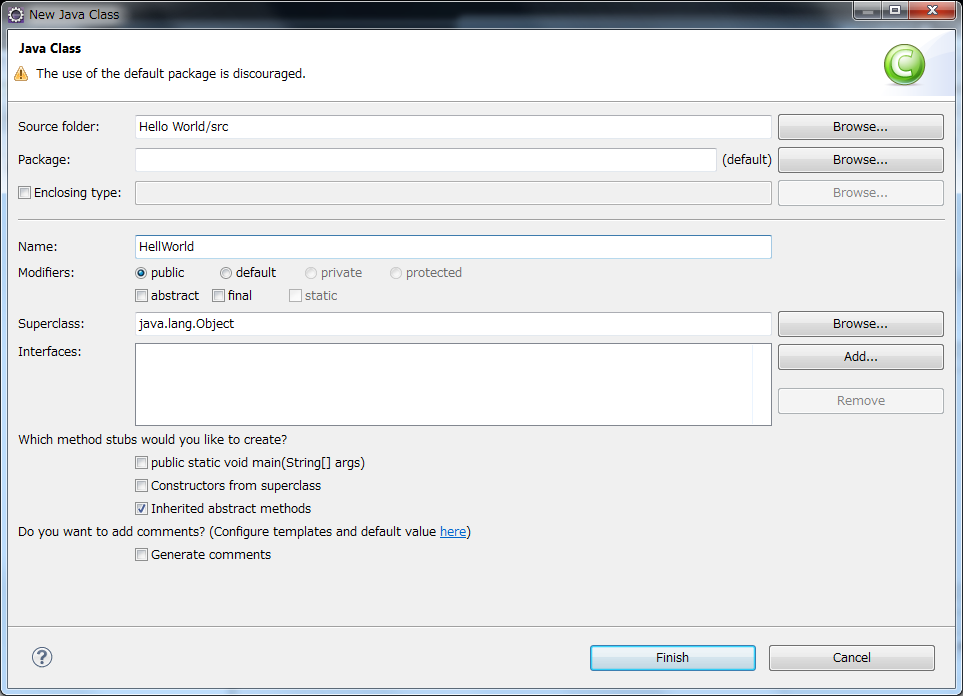 New Java Class
Java Class
The use of the default package is discouraged.
Source folder: Hello World/src Browse...
Package: (default) Browse...
Enclosing type: Browse...
Name: HellWorld
Modifiers: public default private protected
abstract final static
Superclass: java.lang.Object Browse...
Interfaces: Add...
Remove
Which method stubs would you like to create?
public static void main(String[] args)
Constructors from superclass
Inherited abstract methods
Do you want to add comments? (Configure templates and default value here)
Generate comments
Finish Cancel